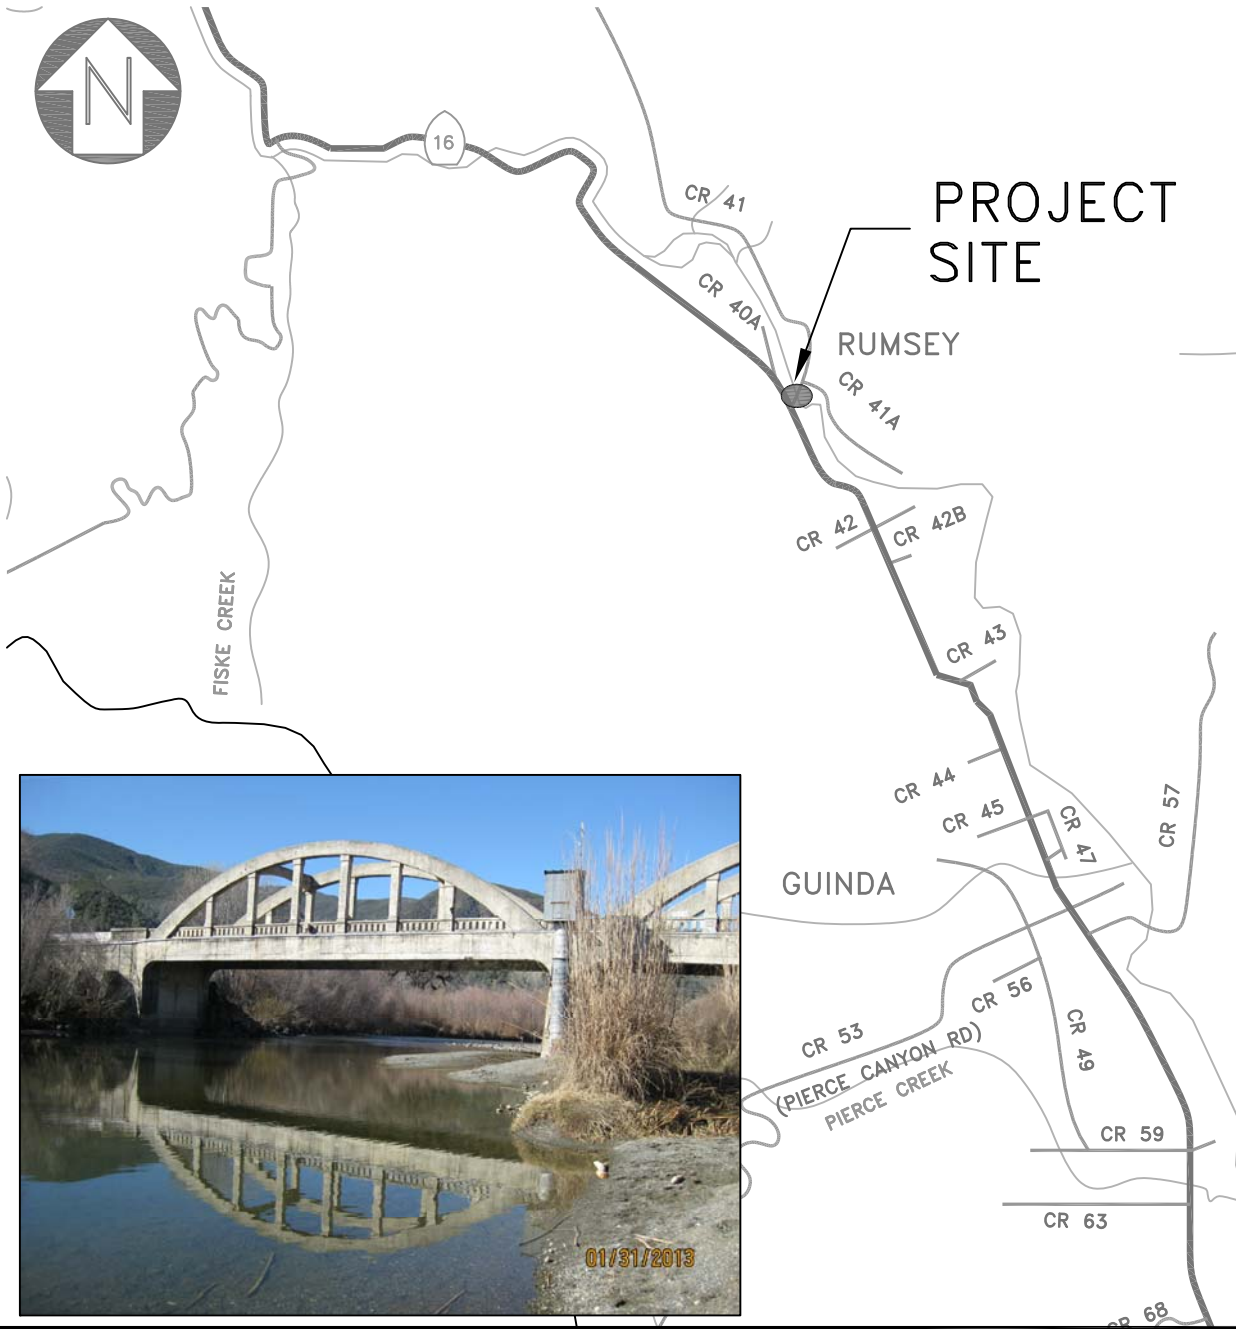 N
16
CR 41
PROJECT
SITE
CR 40A
RUMSEY
CR 41A
CR 42
CR 42B
FISKE CREEK
CR 43
CR 44
CR 45
CR 47
CR 57
GUINDA
CR 56
CR 53
(PIERCE CANYON RD)
PIERCE CREEK
CR 49
CR 59
CR 63
01/31/2013
CR 68